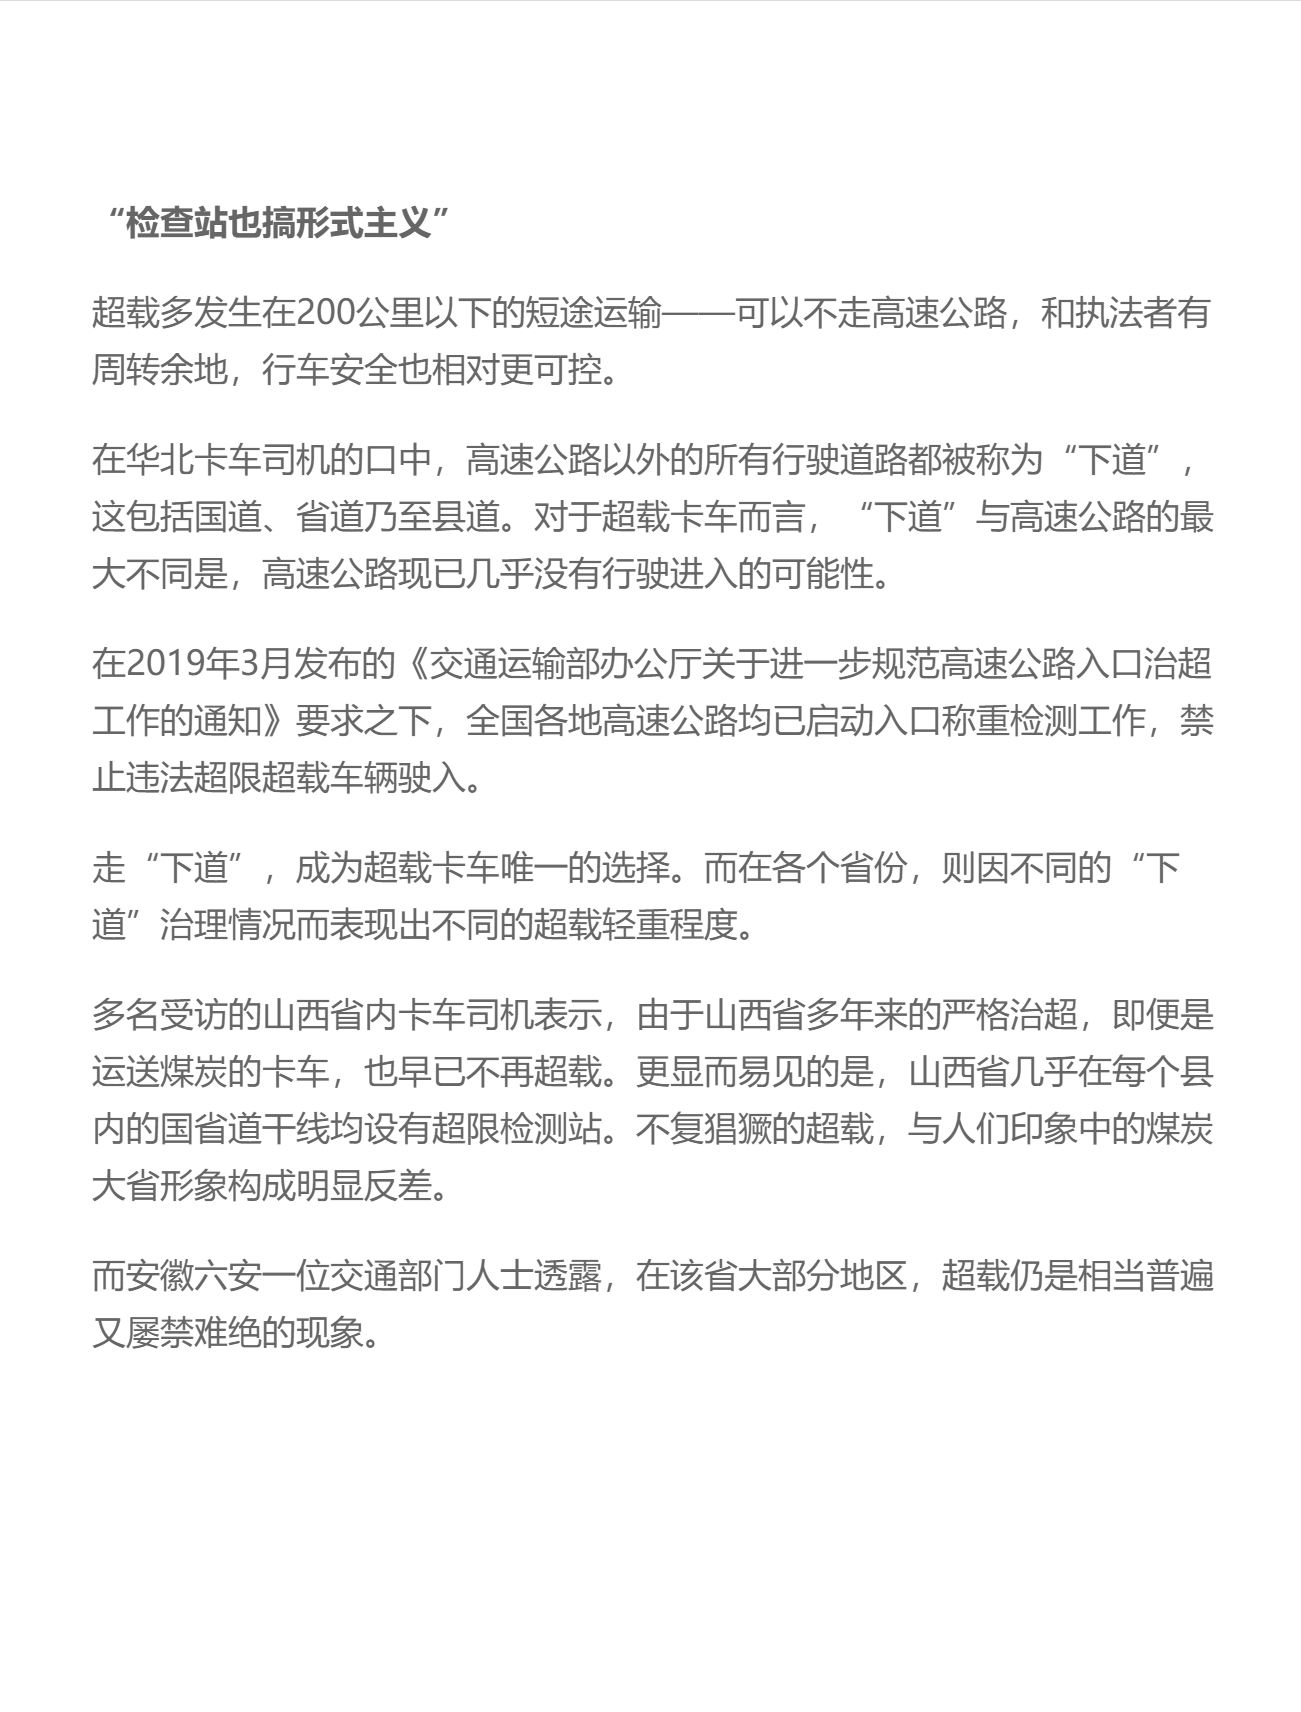 “检查站也搞形式主义”
超载多发生在200公里以下的短途运输——可以不走高速公路，和执法者有
周转余地，行车安全也相对更可控。
在华北卡车司机的口中，高速公路以外的所有行驶道路都被称为“下道”，
这包括国道、省道乃至县道。对于超载卡车而言，“下道”与高速公路的最
大不同是，高速公路现已几乎没有行驶进入的可能性。
在2019年3月发布的《交通运输部办公厅关于进一步规范高速公路入口治超
工作的通知》要求之下，全国各地高速公路均已启动入口称重检测工作，禁
止违法超限超载车辆驶入。
走“下道”，成为超载卡车唯一的选择。而在各个省份，则因不同的“下
道”治理情况而表现出不同的超载轻重程度。
多名受访的山西省内卡车司机表示，由于山西省多年来的严格治超，即便是
运送煤炭的卡车，也早已不再超载。更显而易见的是，山西省几乎在每个县
内的国省道干线均设有超限检测站。不复猖獗的超载，与人们印象中的煤炭
大省形象构成明显反差。
而安徽六安一位交通部门人士透露，在该省大部分地区，超载仍是相当普遍
又屡禁难绝的现象。